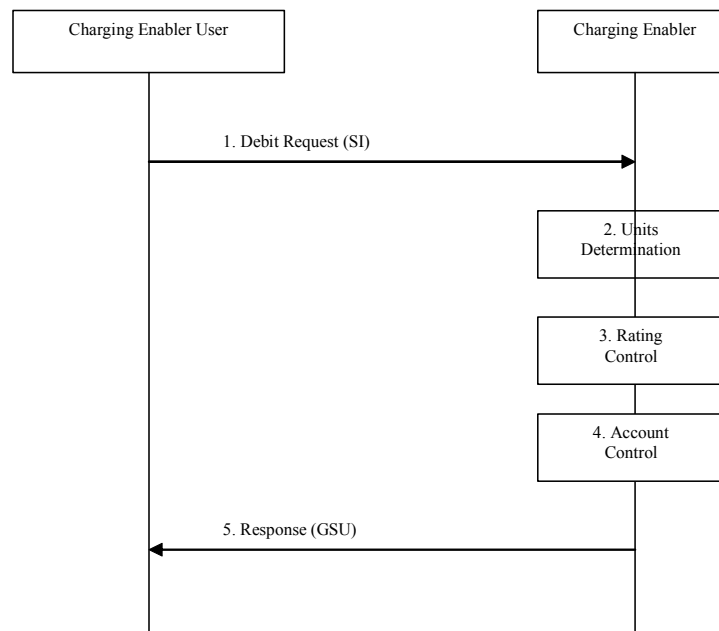 Charging Enabler User
Charging Enabler
1. Debit Request (SI)
2. Units
Determination
3. Rating
Control
4. Account
Control
5. Response (GSU)